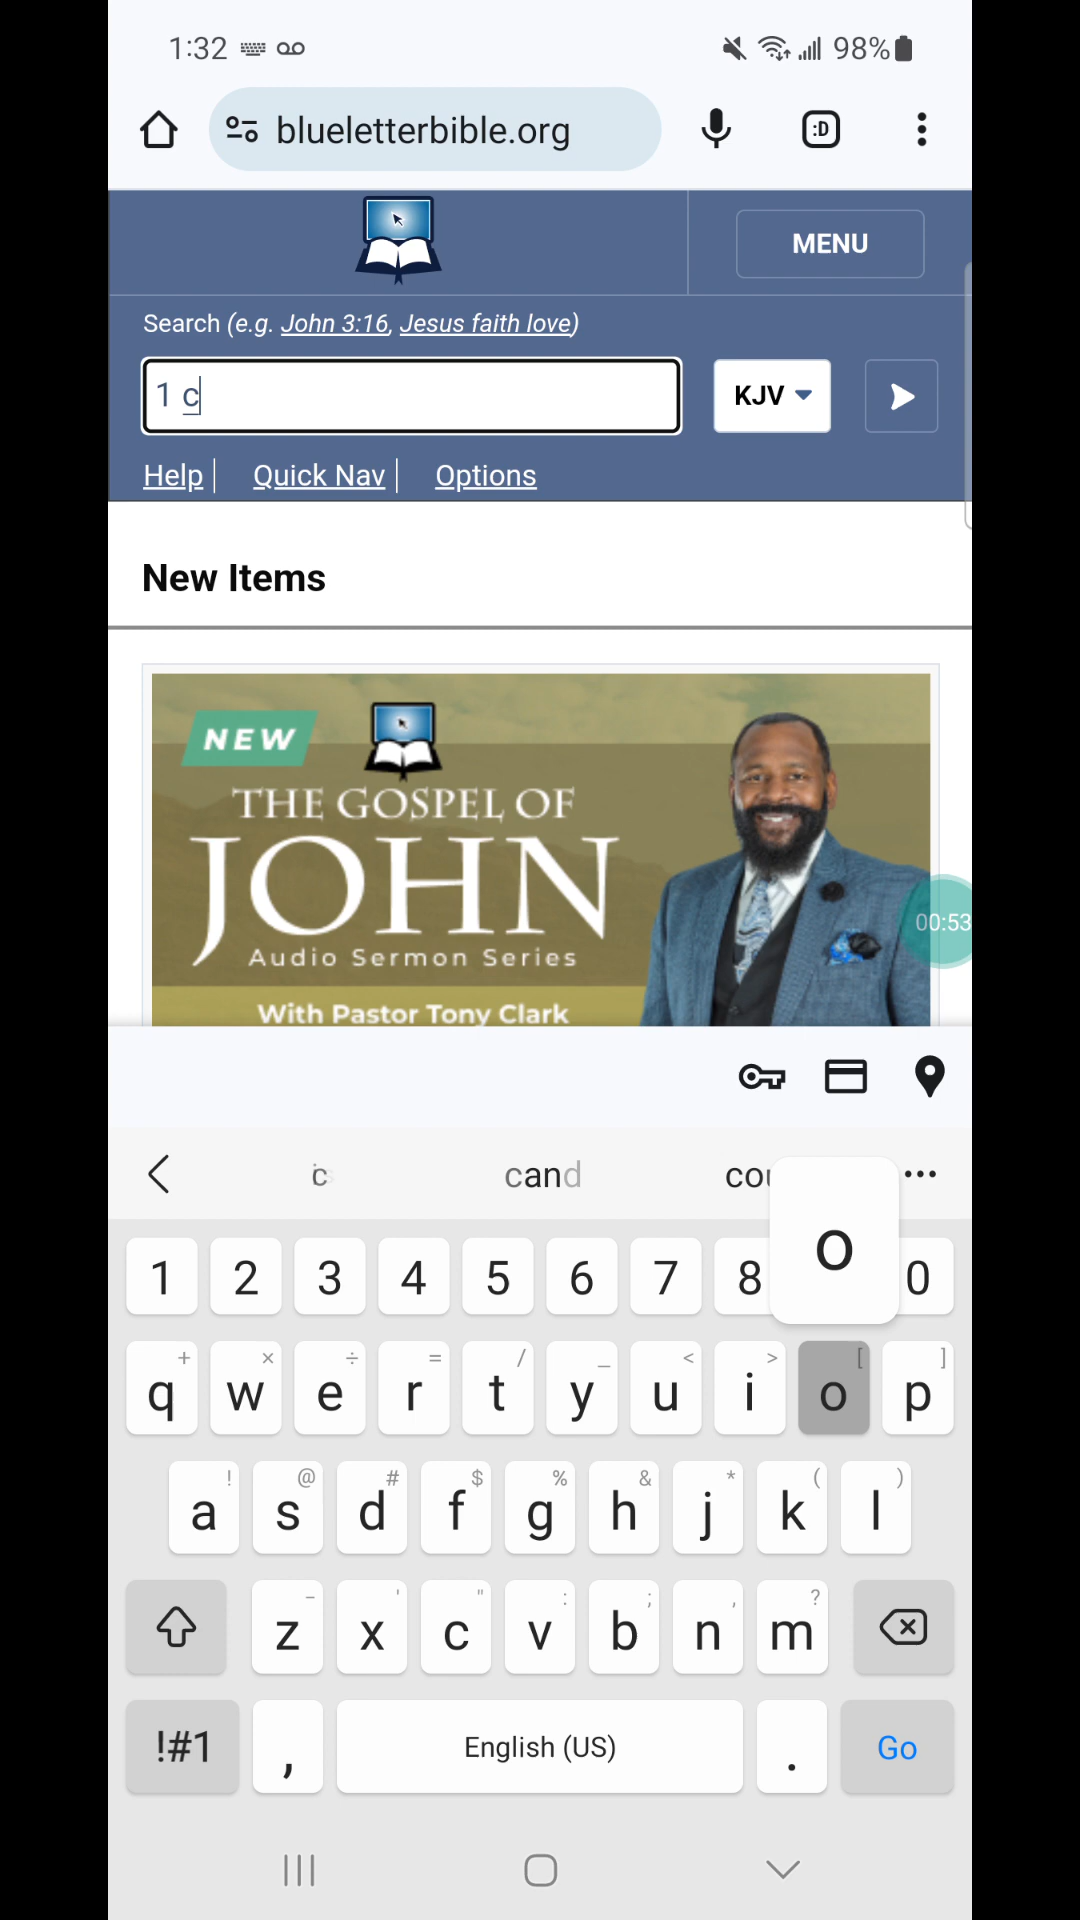 1:32 98%
blueletterbible.org :D
MENU
Search (e.g. John 3:16, Jesus faith love)
1 c KJV
Help Quick Nav Options
New Items
NEW
THE GOSPEL OF
JOHN
Audio Sermon Series
With Pastor Tony Clark
00:53
cand
o
1 2 3 4 5 6 7 8 0
+ × ÷ = / _ < > [ ]
q w e r t y u i o p
! @ # $ % & * ( )
a s d f g h j k l
- ' " : ; , ?
z x c v b n m
!#1 , English (US) . Go